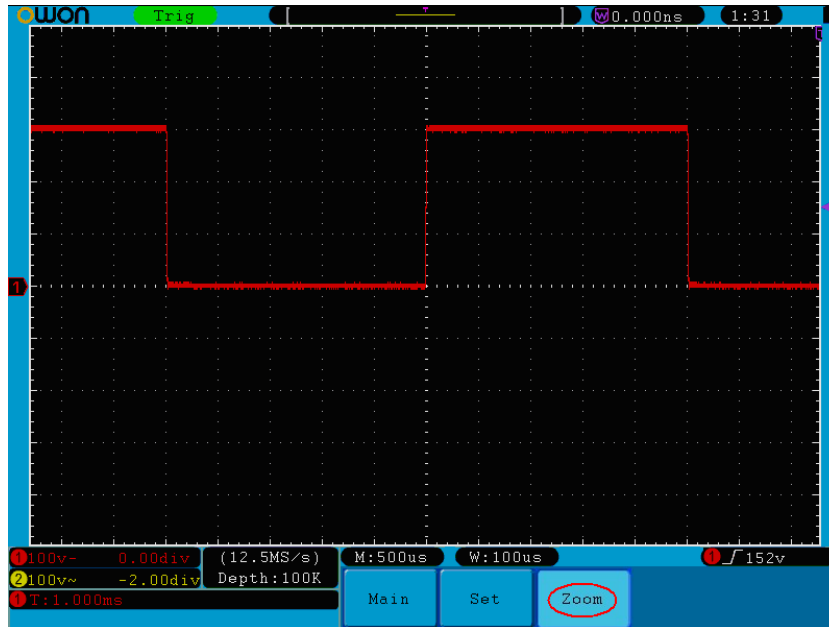 OWON Trig [ T ] W 0.000ns 1:31
1
1 100v- 0.00div (12.5MS/s) M:500us W:100us 1 152v
2 100v~ -2.00div Depth:100K
1 T:1.000ms
Main Set Zoom